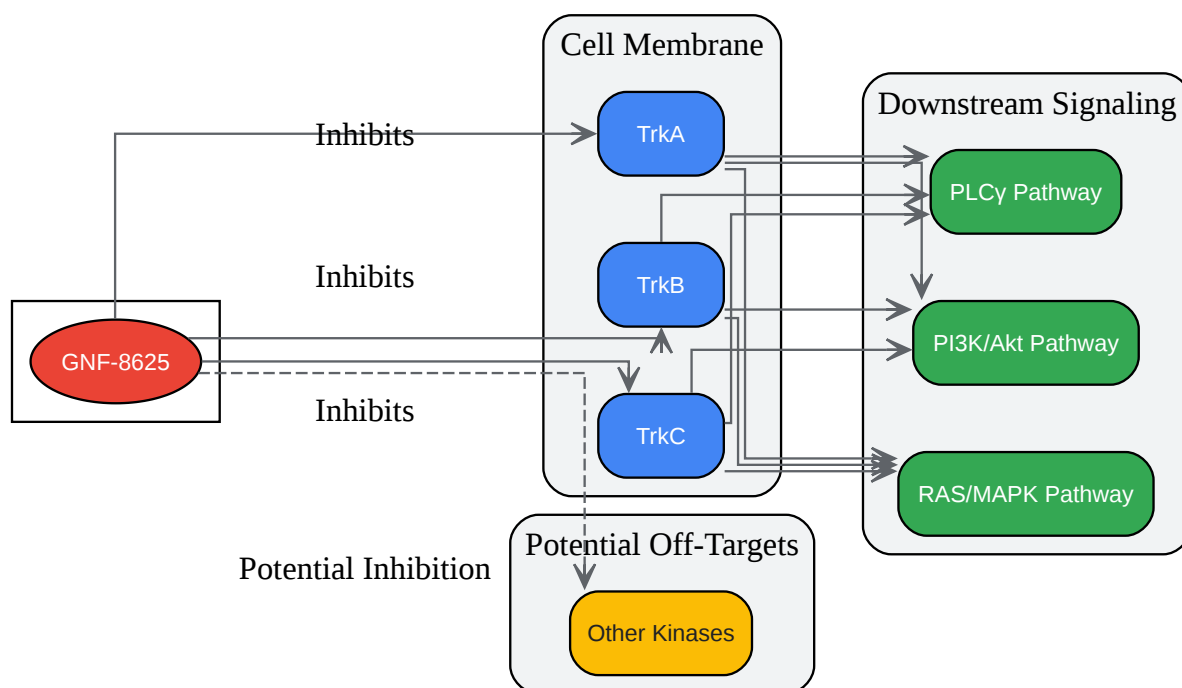 Cell Membrane
Downstream Signaling
Inhibits
TrkA
PLCγ Pathway
Inhibits
TrkB
PI3K/Akt Pathway
GNF-8625
Inhibits
TrkC
RAS/MAPK Pathway
Potential Off-Targets
Potential Inhibition
Other Kinases